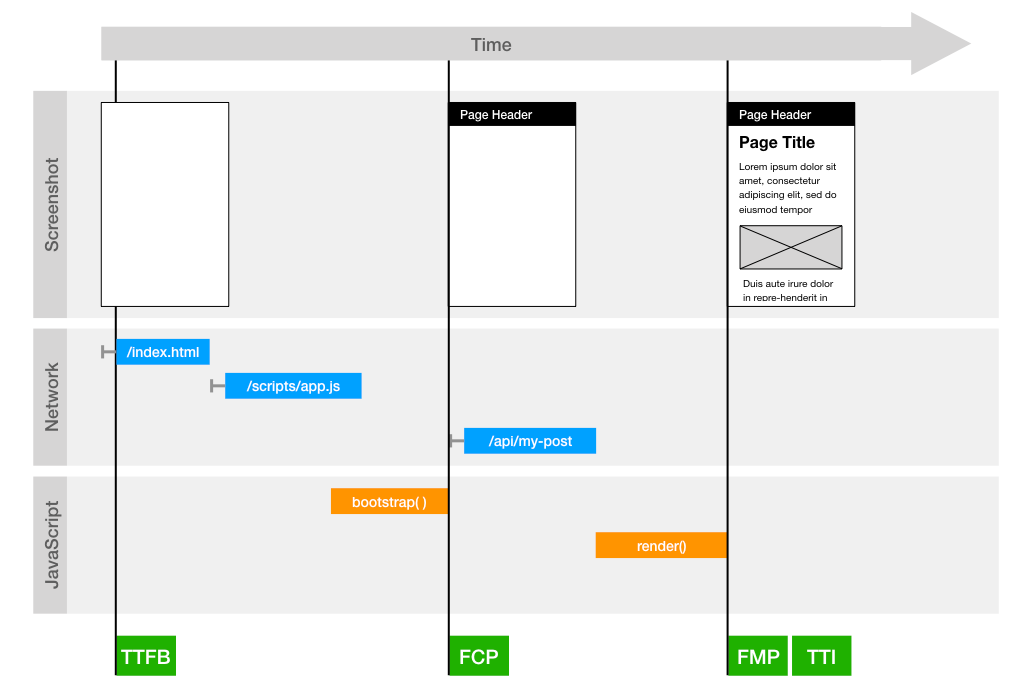 Time
Screenshot
Page Header
Page Header
Page Title
Lorem ipsum dolor sit
amet, consectetur
adipiscing elit, sed do
eiusmod tempor
Duis aute irure dolor
in repre-henderit in
Network
/index.html
/scripts/app.js
/api/my-post
JavaScript
bootstrap( )
render()
TTFB
FCP
FMP
TTI